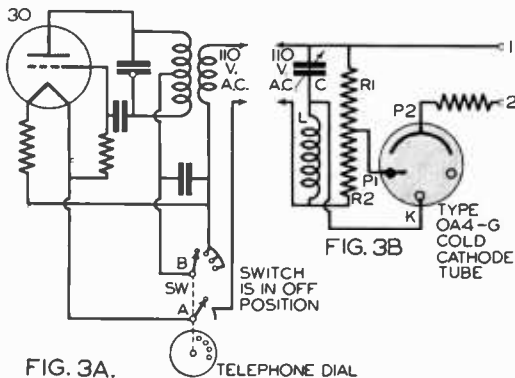 30
110
V.
A.C.
B
SW
A
SWITCH
IS IN OFF
POSITION
TELEPHONE DIAL
FIG. 3A.
110
V.
A.C.
C
L
R1
R2
P1
P2
K
1
2
TYPE
OA4-G
COLD
CATHODE
TUBE
FIG. 3B